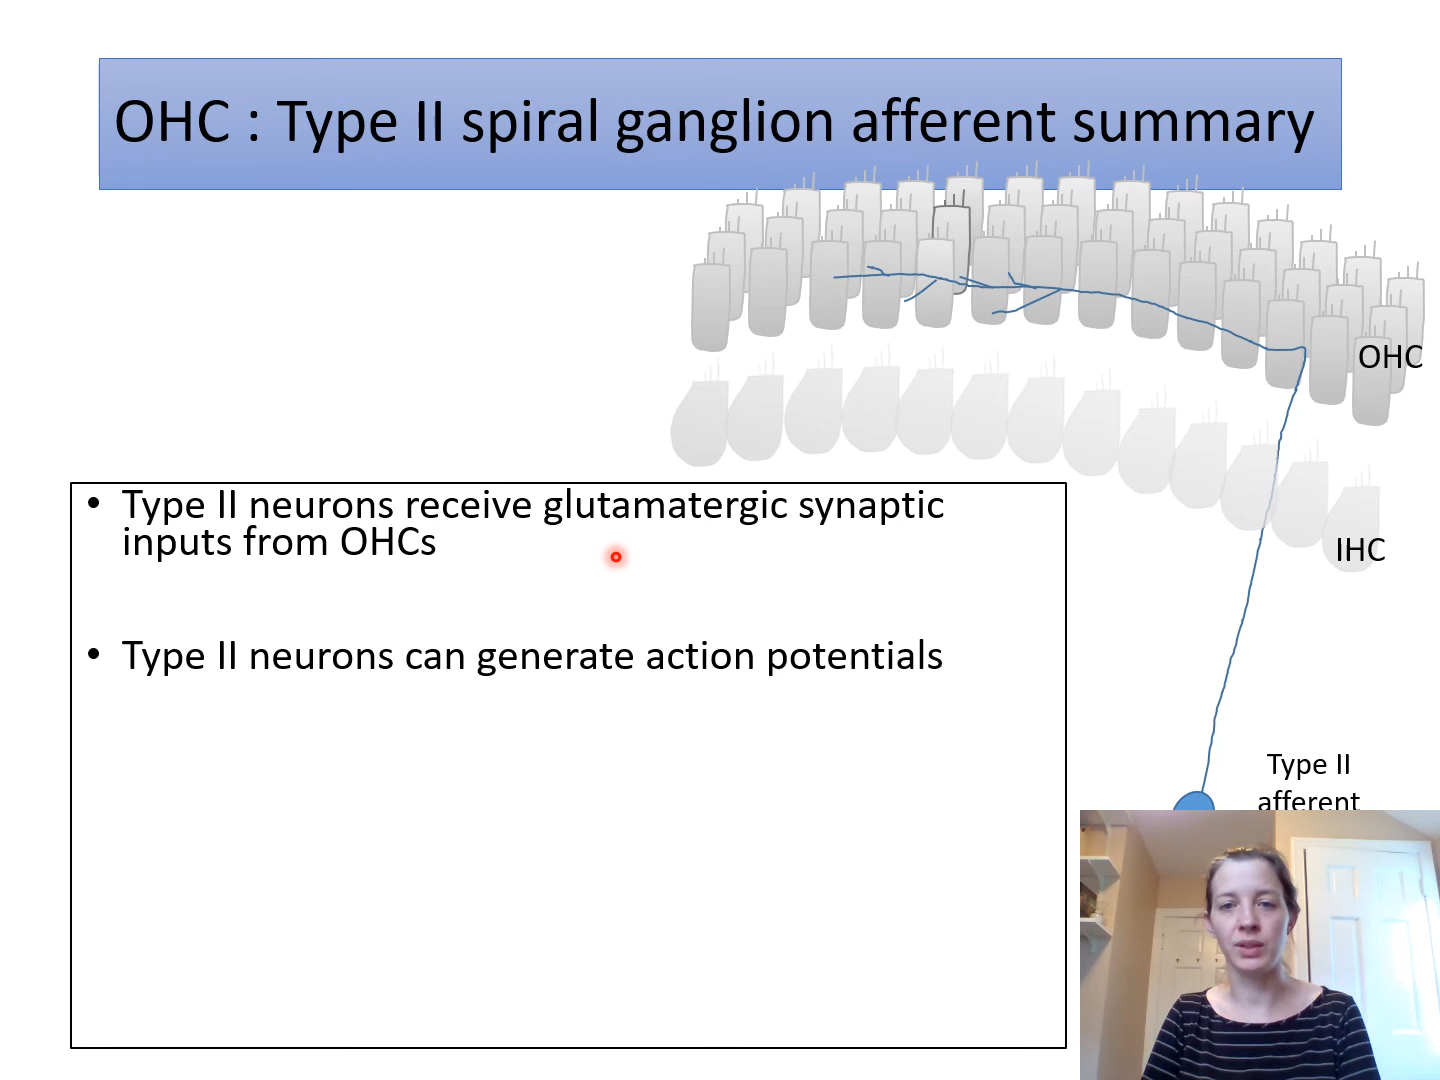 OHC : Type II spiral ganglion afferent summary
OHC
• Type II neurons receive glutamatergic synaptic
inputs from OHCs
IHC
• Type II neurons can generate action potentials
Type II
afferent